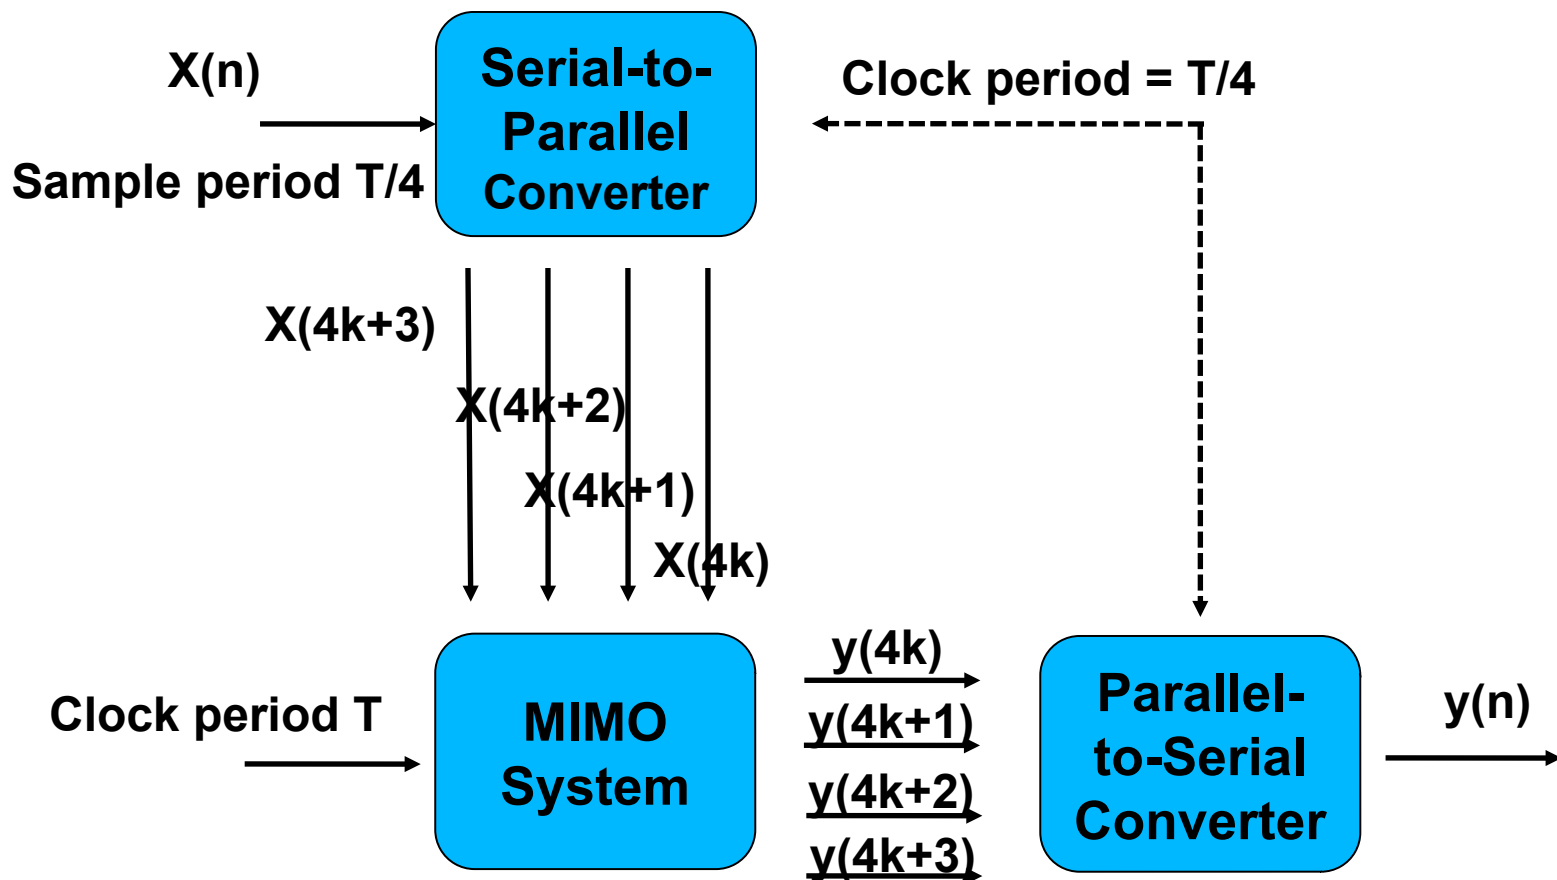 X(n)
Serial-to-
Parallel
Converter
Clock period = T/4
Sample period T/4
X(4k+3)
X(4k+2)
X(4k+1)
X(4k)
Clock period T
MIMO
System
y(4k)
y(4k+1)
y(4k+2)
y(4k+3)
Parallel-
to-Serial
Converter
y(n)